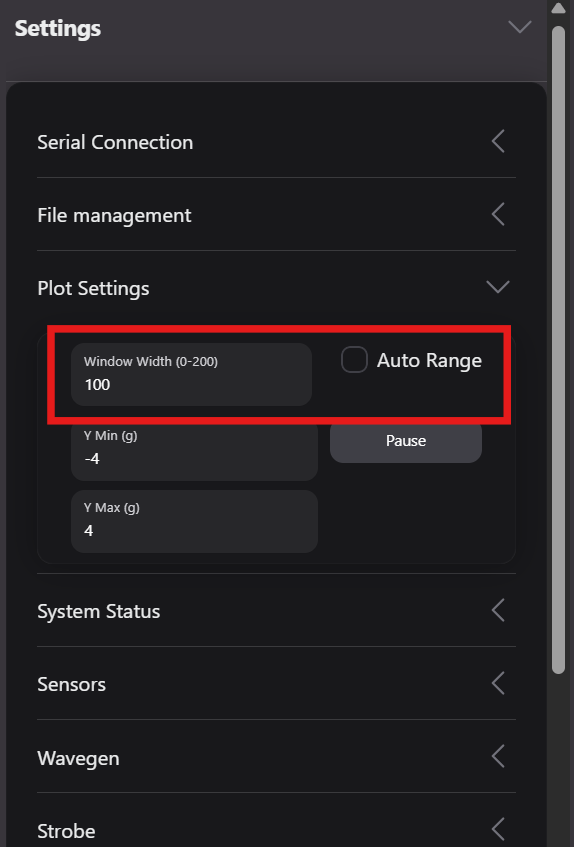 Settings
Serial Connection
File management
Plot Settings
Window Width (0-200)
100
Auto Range
Y Min (g)
-4
Pause
Y Max (g)
4
System Status
Sensors
Wavegen
Strobe